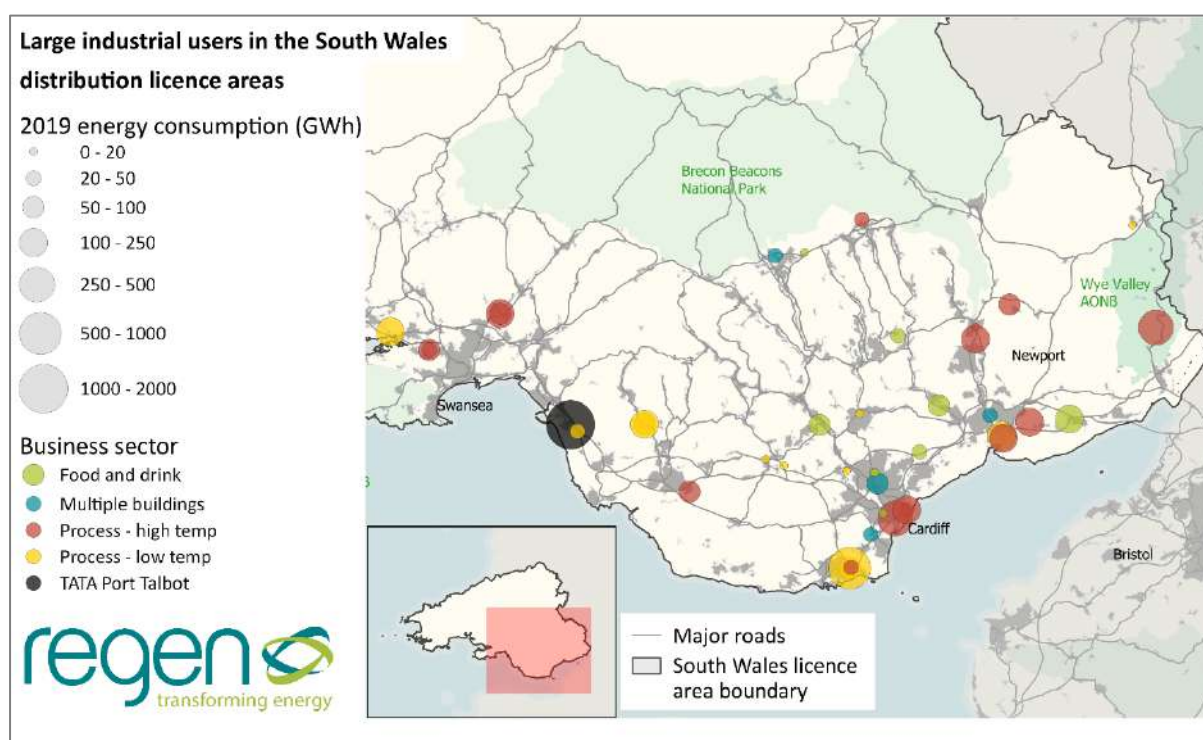 Large industrial users in the South Wales
distribution licence areas
2019 energy consumption (GWh)
0 - 20
20 - 50
50 - 100
100 - 250
250 - 500
500 - 1000
1000 - 2000
Business sector
Food and drink
Multiple buildings
Process - high temp
Process - low temp
TATA Port Talbot
regen
transforming energy
Brecon Beacons
National Park
Wye Valley
AONB
Newport
Swansea
Cardiff
Bristol
Major roads
South Wales licence
area boundary